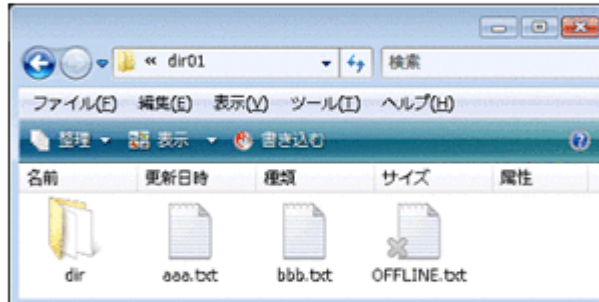 « dir01
検索
ファイル(F) 編集(E) 表示(V) ツール(T) ヘルプ(H)
整理 表示 書き込む
名前 更新日時 種類 サイズ 属性
dir aaa.txt bbb.txt OFFLINE.txt